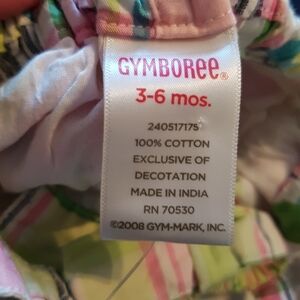 GYMBOREE®
3-6 mos.
240517175
100% COTTON
EXCLUSIVE OF
DECOTATION
MADE IN INDIA
RN 70530
©2008 GYM-MARK, INC.